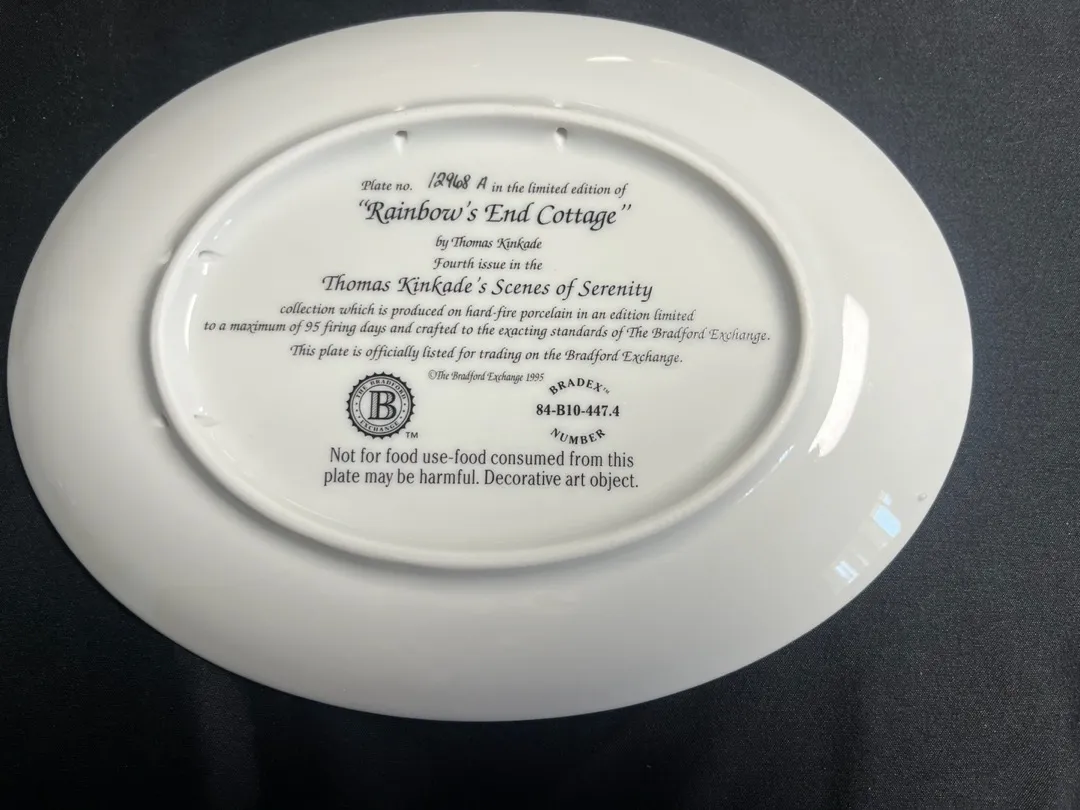 Plate no. 12968 A in the limited edition of
"Rainbow's End Cottage"
by Thomas Kinkade
Fourth issue in the
Thomas Kinkade's Scenes of Serenity
collection which is produced on hard-fire porcelain in an edition limited
to a maximum of 95 firing days and crafted to the exacting standards of The Bradford Exchange.
This plate is officially listed for trading on the Bradford Exchange.
©The Bradford Exchange 1995
THE BRADFORD
B
EXCHANGE
TM
BRADEX™
84-B10-447.4
NUMBER
Not for food use-food consumed from this
plate may be harmful. Decorative art object.